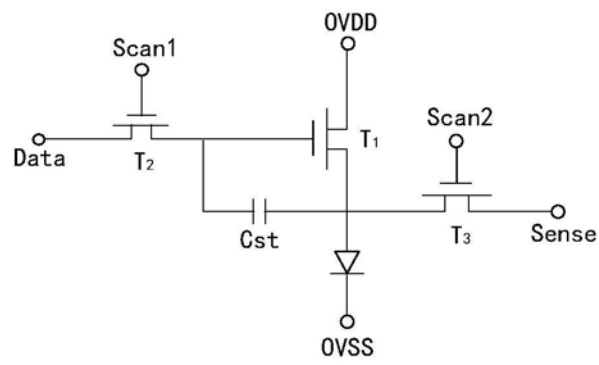 OVDD
Scan1
Scan2
T1
Data
T2
Cst
T3
Sense
OVSS